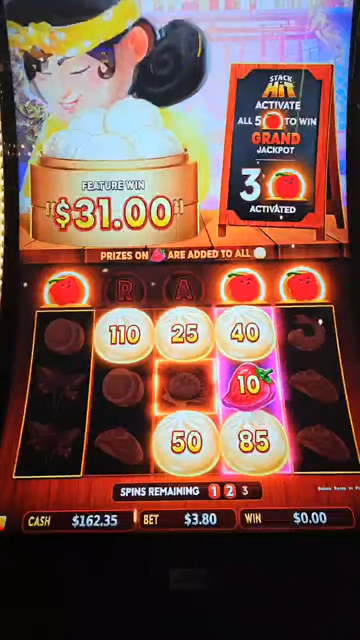 STACK
HIT
ACTIVATE
ALL 5 TO WIN
GRAND
JACKPOT
3
ACTIVATED
FEATURE WIN
"$31.00"
PRIZES ON ARE ADDED TO ALL
R A
110 25 40
10
50 85
SPINS REMAINING 1 2 3
CASH $162.35 BET $3.80 WIN $0.00